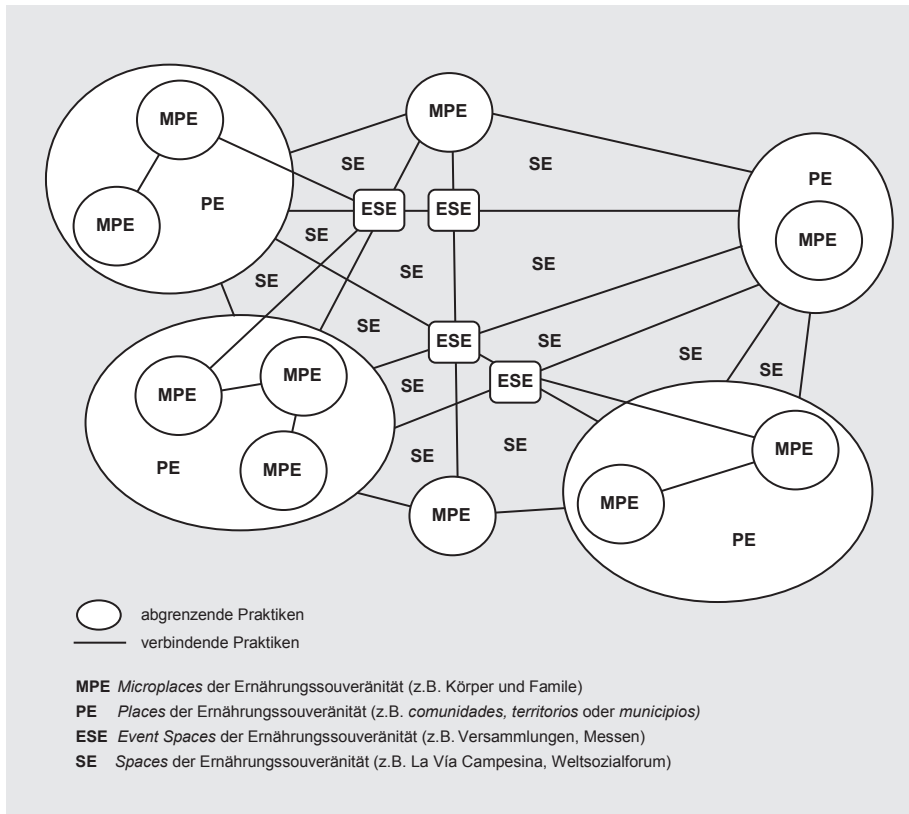 MPE
MPE
SE
SE
PE
PE
ESE
ESE
MPE
MPE
SE
SE
SE
SE
SE
SE
ESE
SE
SE
MPE
SE
ESE
SE
MPE
SE
SE
MPE
MPE
PE
MPE
MPE
MPE
PE
abgrenzende Praktiken
verbindende Praktiken
MPE Microplaces der Ernährungssouveränität (z.B. Körper und Famile)
PE Places der Ernährungssouveränität (z.B. comunidades, territorios oder municipios)
ESE Event Spaces der Ernährungssouveränität (z.B. Versammlungen, Messen)
SE Spaces der Ernährungssouveränität (z.B. La Vía Campesina, Weltsozialforum)